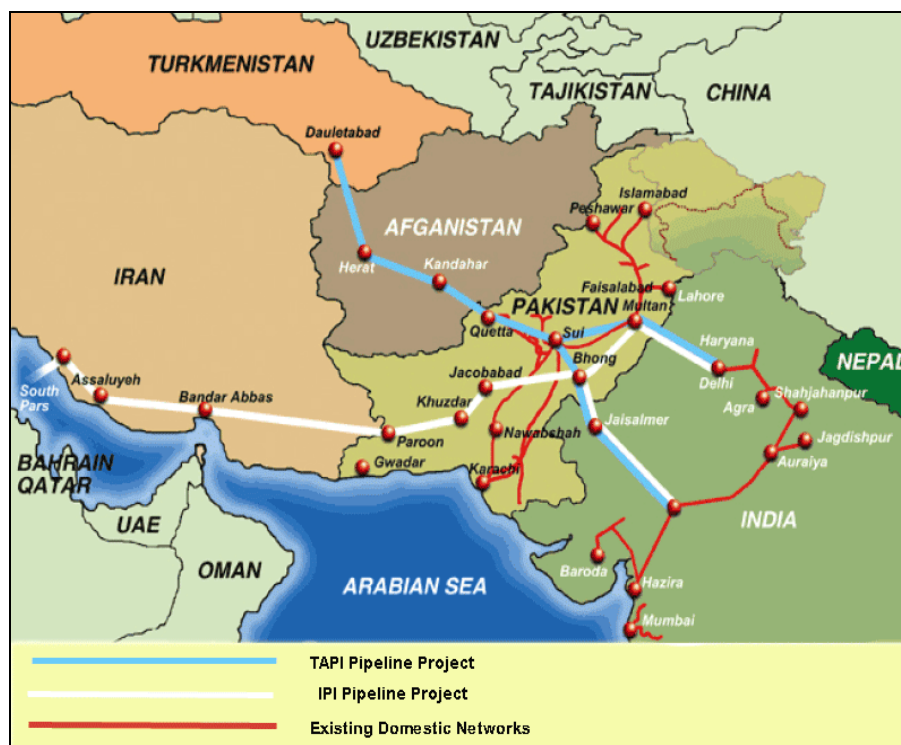 UZBEKISTAN
TURKMENISTAN
TAJIKISTAN
CHINA
Dauletabad
Islamabad
Peshawar
AFGANISTAN
Herat
Kandahar
IRAN
Faisalabad
Lahore
PAKISTAN
Multan
Quetta
Sui
Haryana
NEPAL
Bhong
Delhi
South
Pars
Assaluyeh
Jacobabad
Shahjahanpur
Bandar Abbas
Khuzdar
Agra
Jaisalmer
Paroon
Nawabshah
Jagdishpur
Gwadar
Karachi
Auraiya
BAHRAIN
QATAR
UAE
INDIA
OMAN
ARABIAN SEA
Baroda
Hazira
Mumbai
TAPI Pipeline Project
IPI Pipeline Project
Existing Domestic Networks